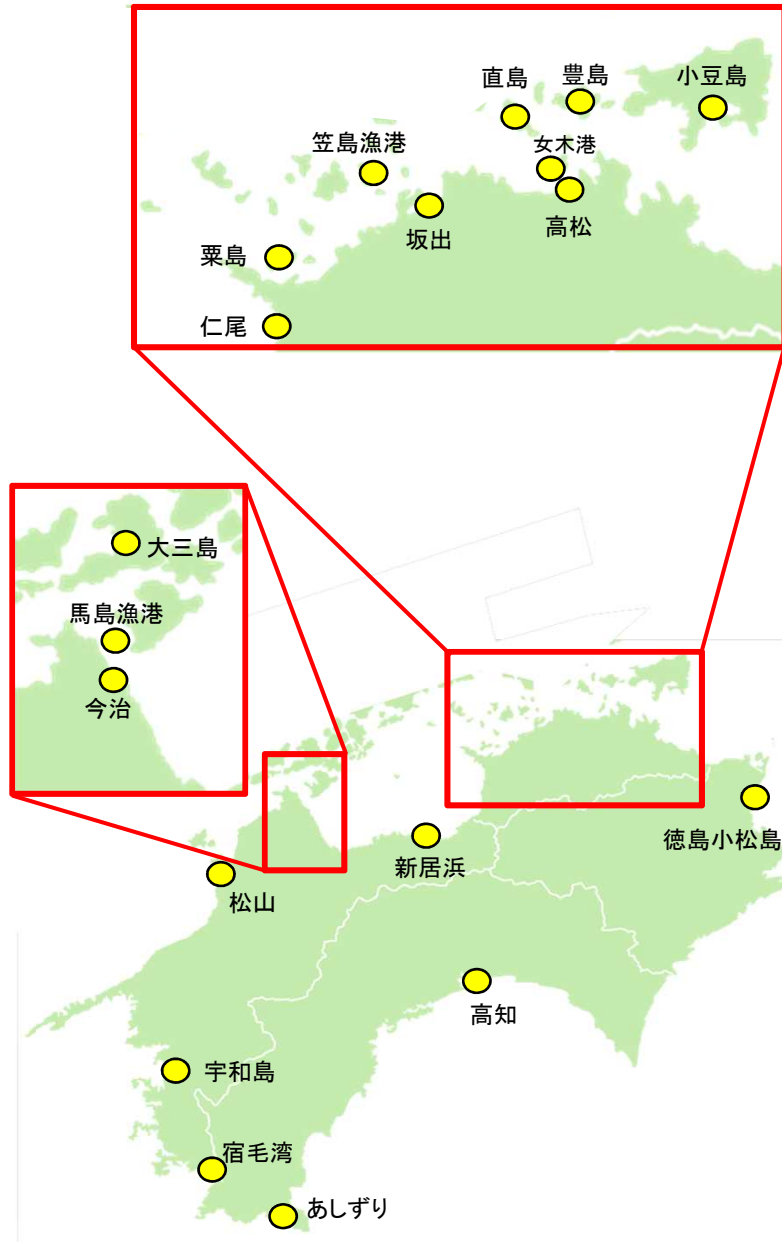 直島
豊島
小豆島
笠島漁港
女木港
坂出
高松
粟島
仁尾
大三島
馬島漁港
今治
徳島小松島
新居浜
松山
高知
宇和島
宿毛湾
あしずり